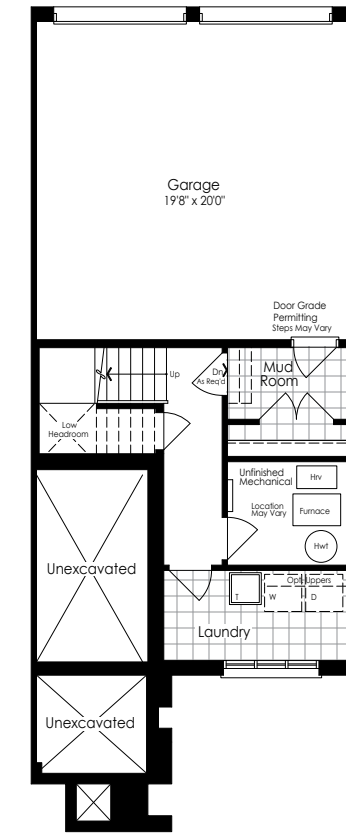 Garage
19'8" x 20'0"
Door Grade
Permitting
Steps May Vary
Up
Dn
As Req'd
Mud
Room
Low
Headroom
Unfinished
Mechanical
Hrv
Location
May Vary
Furnace
Hwt
Unexcavated
Opt. Uppers
T
W
D
Laundry
Unexcavated